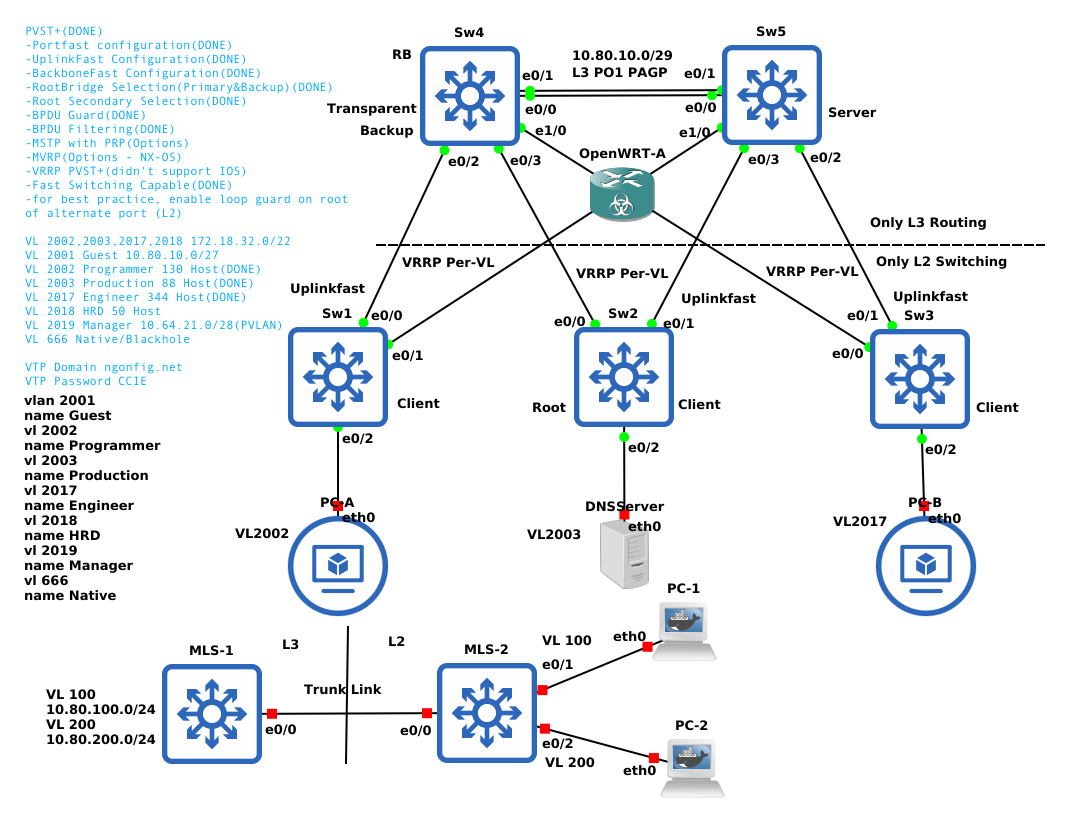 PVST+(DONE)
-Portfast configuration(DONE)
-UplinkFast Configuration(DONE)
-BackboneFast Configuration(DONE)
-RootBridge Selection(Primary&Backup)(DONE)
-Root Secondary Selection(DONE)
-BPDU Guard(DONE)
-BPDU Filtering(DONE)
-MSTP with PRP(Options)
-MVRP(Options - NX-OS)
-VRRP PVST+(didn't support IOS)
-Fast Switching Capable(DONE)
-for best practice, enable loop guard on root
of alternate port (L2)
VL 2002,2003,2017,2018 172.18.32.0/22
VL 2001 Guest 10.80.10.0/27
VL 2002 Programmer 130 Host(DONE)
VL 2003 Production 88 Host(DONE)
VL 2017 Engineer 344 Host(DONE)
VL 2018 HRD 50 Host
VL 2019 Manager 10.64.21.0/28(PVLAN)
VL 666 Native/Blackhole
VTP Domain ngonfig.net
VTP Password CCIE
vlan 2001
name Guest
vl 2002
name Programmer
vl 2003
name Production
vl 2017
name Engineer
vl 2018
name HRD
vl 2019
name Manager
vl 666
name Native
Sw4
RB
Transparent
Backup
e0/1
e0/0
e1/0
e0/2
e0/3
10.80.10.0/29
L3 PO1 PAGP
Sw5
Server
e0/1
e0/0
e1/0
e0/3
e0/2
OpenWRT-A
Only L3 Routing
Only L2 Switching
VRRP Per-VL
VRRP Per-VL
VRRP Per-VL
Uplinkfast
Sw1
e0/0
e0/1
Client
e0/2
Uplinkfast
Sw2
e0/0
e0/1
Root
Client
e0/2
Uplinkfast
Sw3
e0/1
e0/0
Client
e0/2
PC-A
eth0
VL2002
DNSServer
eth0
VL2003
PC-B
eth0
VL2017
MLS-1
L3
L2
Trunk Link
VL 100
10.80.100.0/24
VL 200
10.80.200.0/24
e0/0
e0/0
MLS-2
e0/1
VL 100
eth0
PC-1
e0/2
VL 200
eth0
PC-2